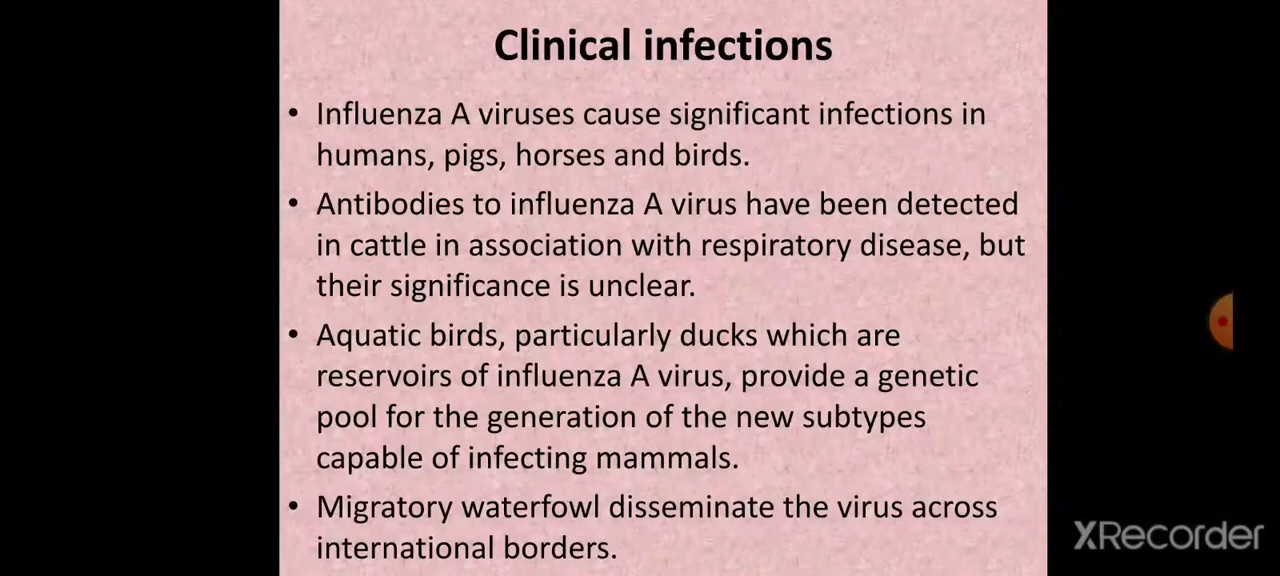 Clinical infections
• Influenza A viruses cause significant infections in
humans, pigs, horses and birds.
• Antibodies to influenza A virus have been detected
in cattle in association with respiratory disease, but
their significance is unclear.
• Aquatic birds, particularly ducks which are
reservoirs of influenza A virus, provide a genetic
pool for the generation of the new subtypes
capable of infecting mammals.
• Migratory waterfowl disseminate the virus across
international borders.
XRecorder